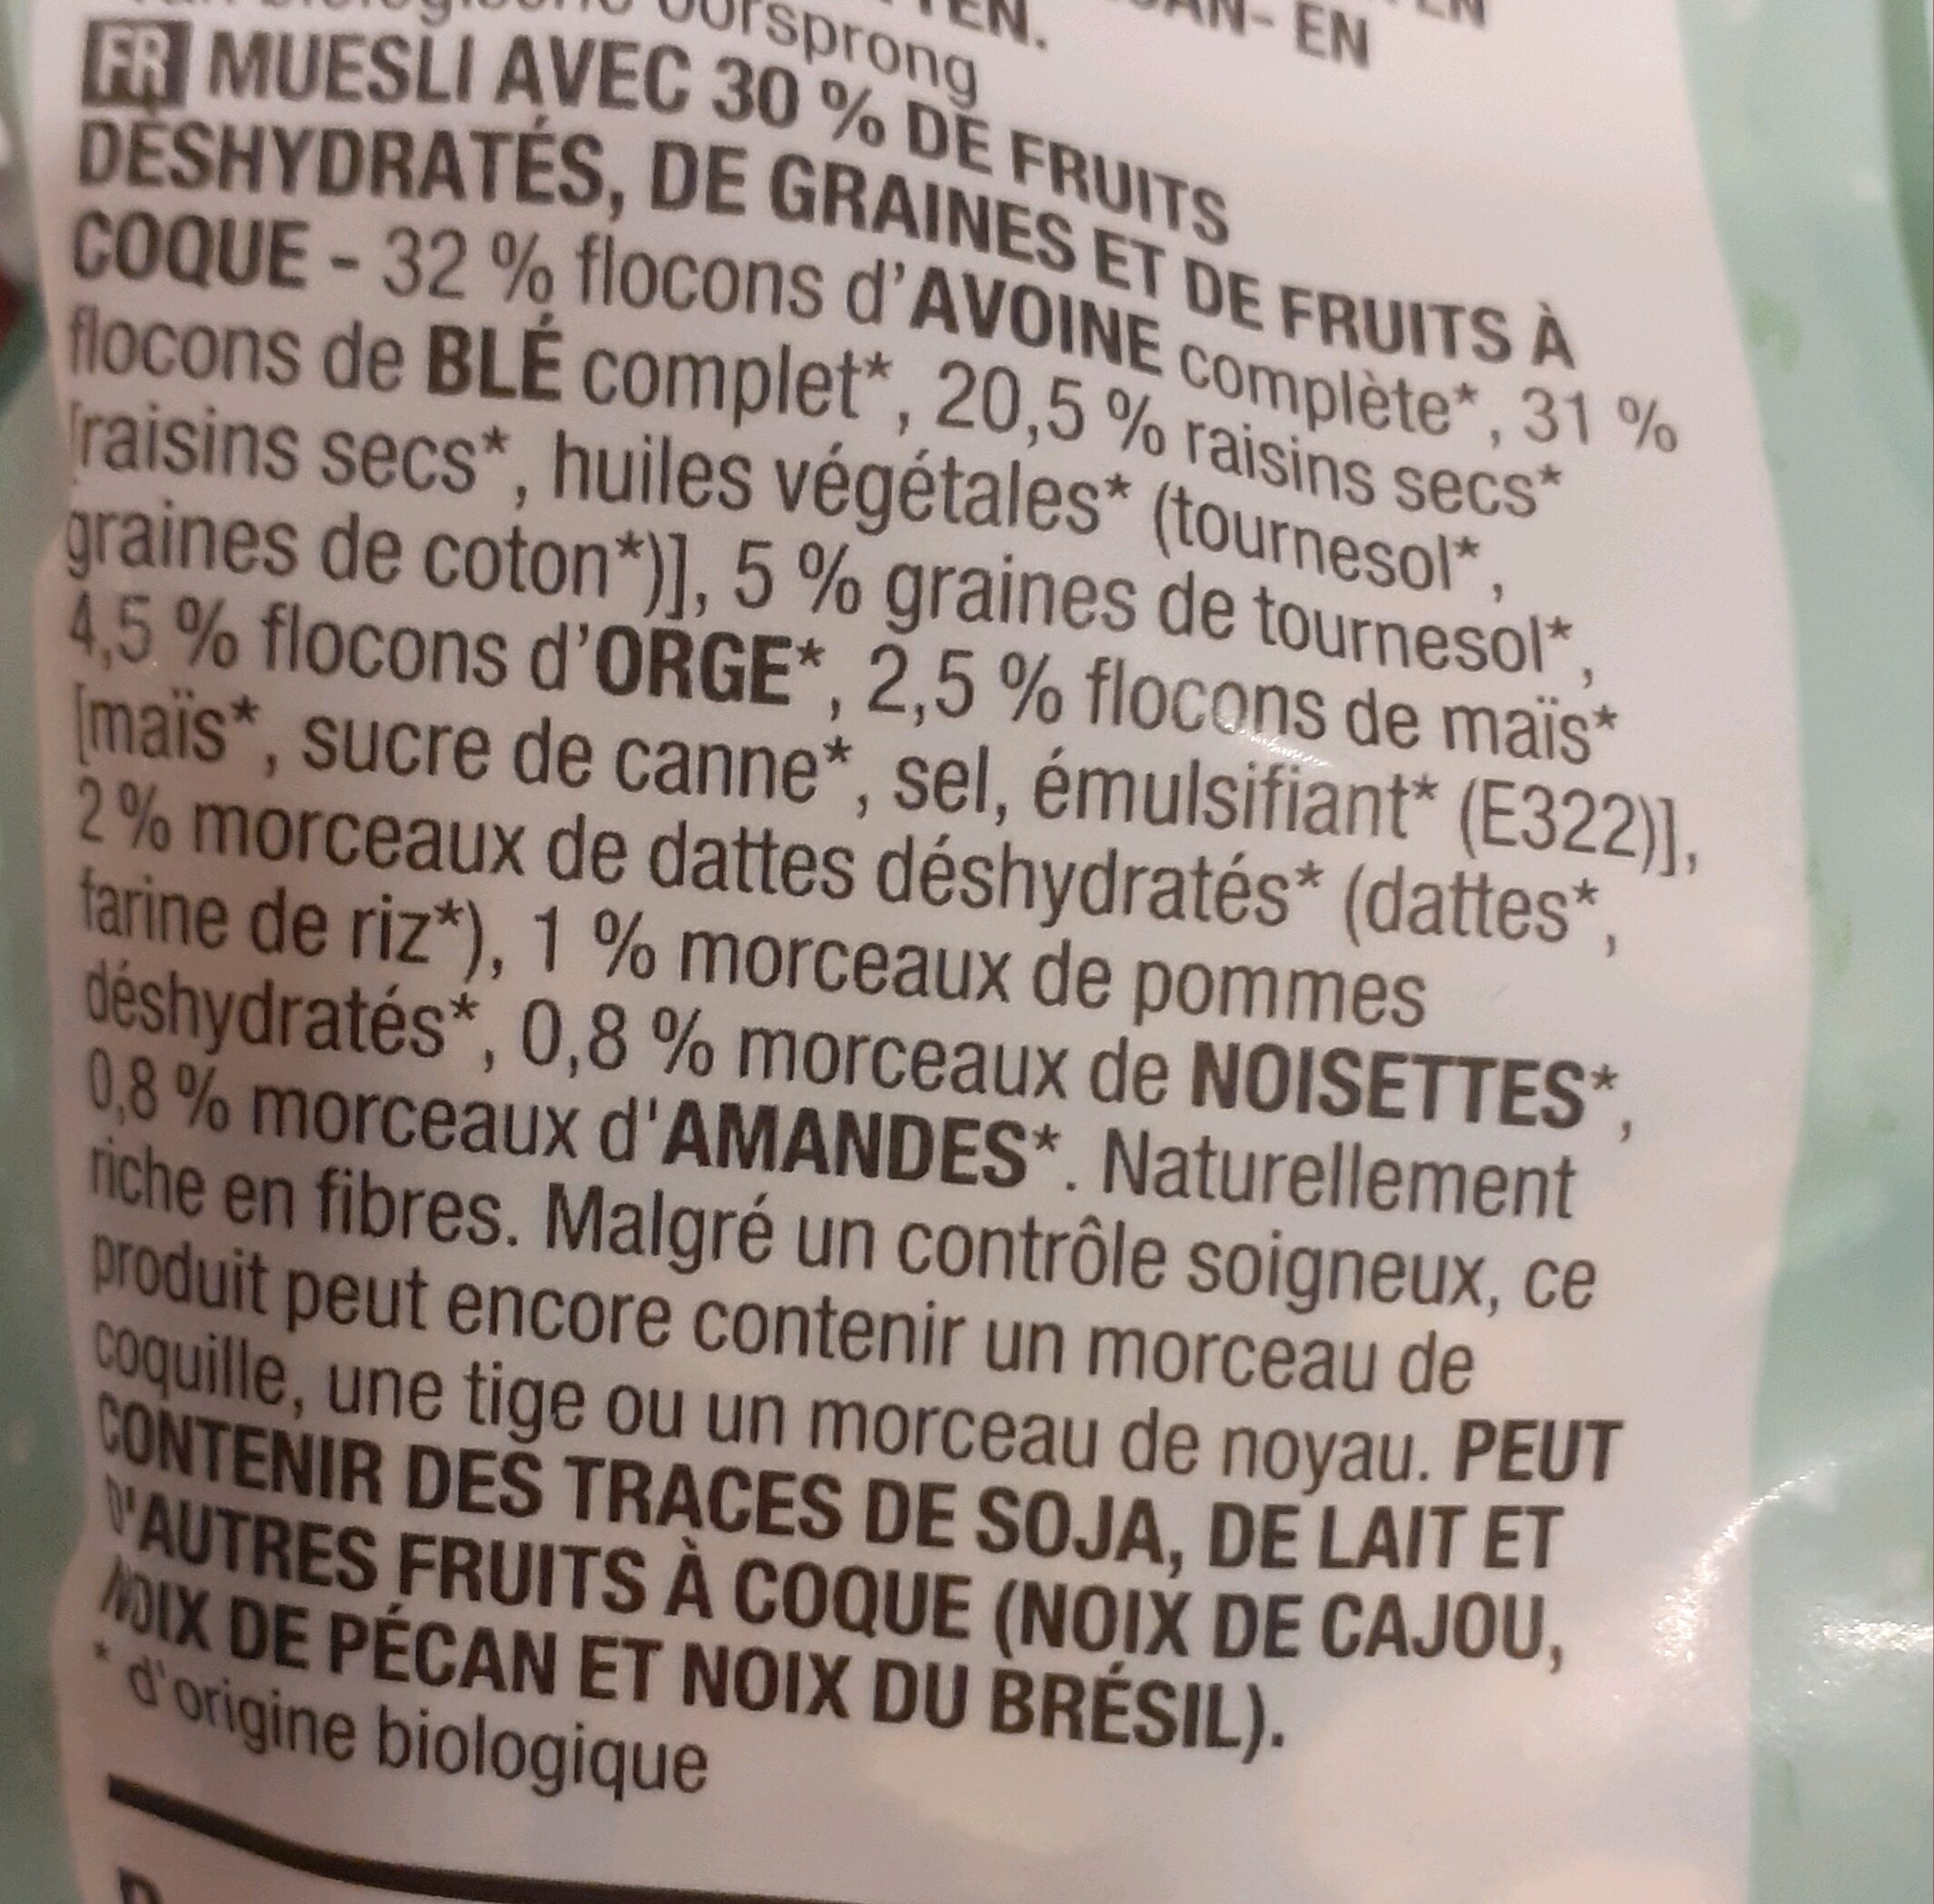 oorsprong
EN
FR MUESLI AVEC 30 % DE FRUITS
DÉSHYDRATÉS, DE GRAINES ET DE FRUITS À
COQUE - 32 % flocons d'AVOINE complète*, 31 %
flocons de BLÉ complet*, 20,5 % raisins secs*
[raisins secs*, huiles végétales* (tournesol*,
graines de coton*)], 5 % graines de tournesol*,
4,5 % flocons d'ORGE*, 2,5 % flocons de maïs*
[maïs*, sucre de canne*, sel, émulsifiant* (E322)],
2 % morceaux de dattes déshydratés* (dattes*,
farine de riz*), 1 % morceaux de pommes
déshydratés*, 0,8 % morceaux de NOISETTES*,
0,8 % morceaux d'AMANDES*. Naturellement
riche en fibres. Malgré un contrôle soigneux, ce
produit peut encore contenir un morceau de
coquille, une tige ou un morceau de noyau. PEUT
CONTENIR DES TRACES DE SOJA, DE LAIT ET
D'AUTRES FRUITS À COQUE (NOIX DE CAJOU,
NOIX DE PÉCAN ET NOIX DU BRÉSIL).
* d'origine biologique